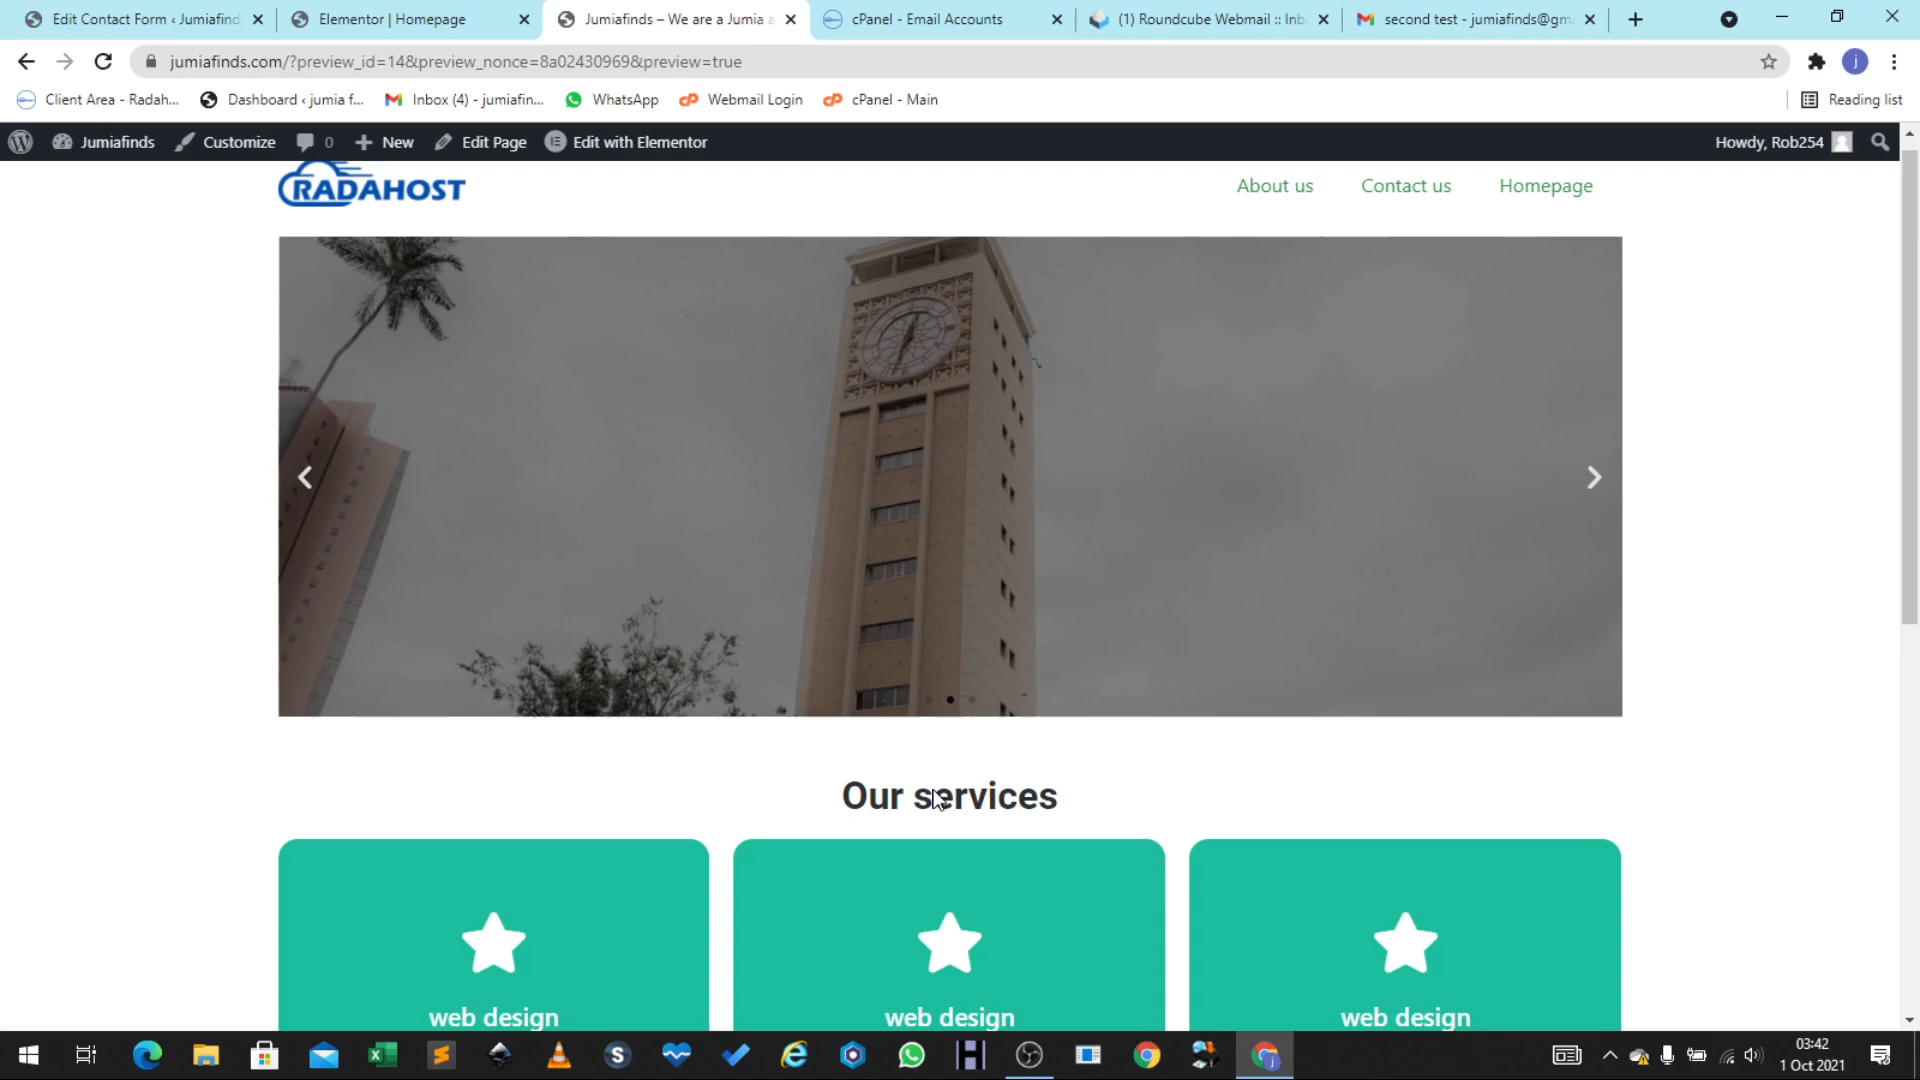 Edit Contact Form ‹ Jumiafind
Elementor | Homepage
Jumiafinds – We are a Jumia a
cPanel - Email Accounts
(1) Roundcube Webmail :: Inb
second test - jumiafinds@gm
jumiafinds.com/?preview_id=14&preview_nonce=8a02430969&preview=true
j
Client Area - Radah...
Dashboard ‹ jumia f...
Inbox (4) - jumiafin...
WhatsApp
Webmail Login
cPanel - Main
Reading list
Jumiafinds
Customize
0
New
Edit Page
Edit with Elementor
Howdy, Rob254
RADAHOST
About us
Contact us
Homepage
Our services
web design
web design
web design
03:42
1 Oct 2021